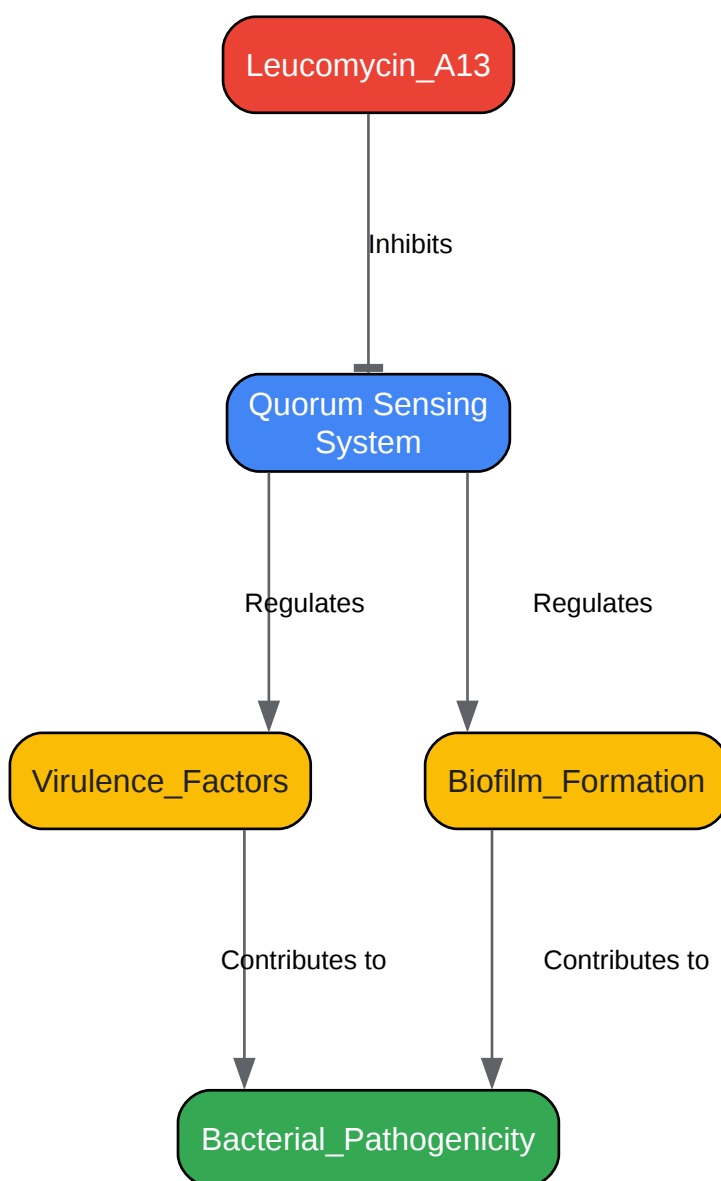 Leucomycin_A13
Inhibits
Quorum Sensing
System
Regulates
Regulates
Virulence_Factors
Biofilm_Formation
Contributes to
Contributes to
Bacterial_Pathogenicity